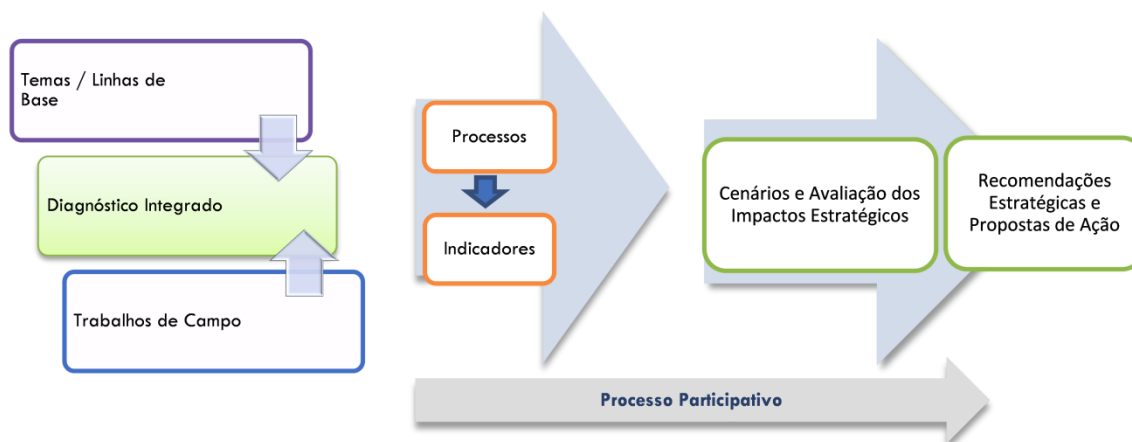 Temas / Linhas de
Base
Diagnóstico Integrado
Trabalhos de Campo
Processos
Indicadores
Cenários e Avaliação dos
Impactos Estratégicos
Recomendações
Estratégicas e
Propostas de Ação
Processo Participativo